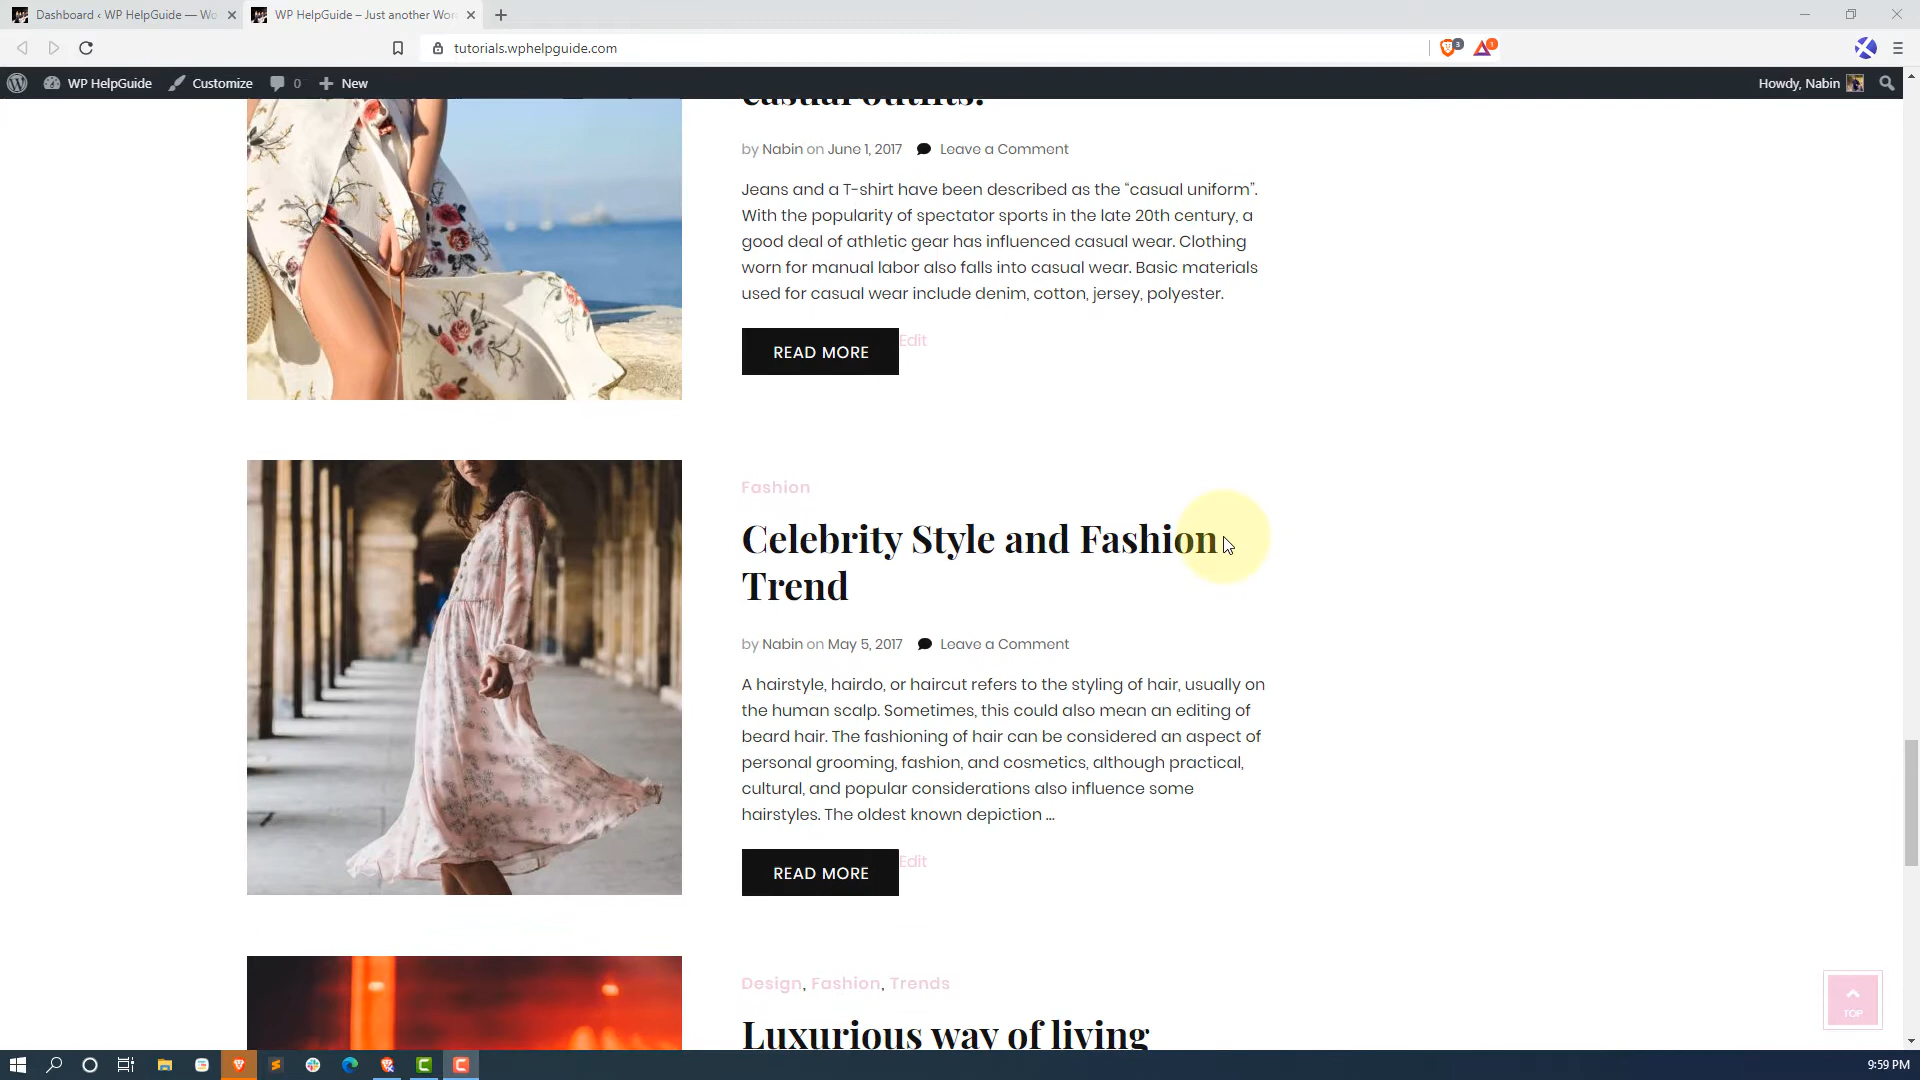 Dashboard ‹ WP HelpGuide — Wo
WP HelpGuide – Just another Wor
tutorials.wphelpguide.com
3
1
WP HelpGuide
Customize
0
New
Howdy, Nabin
casual outfits!
by Nabin on June 1, 2017
Leave a Comment
Jeans and a T-shirt have been described as the “casual uniform”.
With the popularity of spectator sports in the late 20th century, a
good deal of athletic gear has influenced casual wear. Clothing
worn for manual labor also falls into casual wear. Basic materials
used for casual wear include denim, cotton, jersey, polyester.
READ MORE
Edit
Fashion
Celebrity Style and Fashion
Trend
by Nabin on May 5, 2017
Leave a Comment
A hairstyle, hairdo, or haircut refers to the styling of hair, usually on
the human scalp. Sometimes, this could also mean an editing of
beard hair. The fashioning of hair can be considered an aspect of
personal grooming, fashion, and cosmetics, although practical,
cultural, and popular considerations also influence some
hairstyles. The oldest known depiction ...
READ MORE
Edit
Design, Fashion, Trends
Luxurious way of living
TOP
9:59 PM